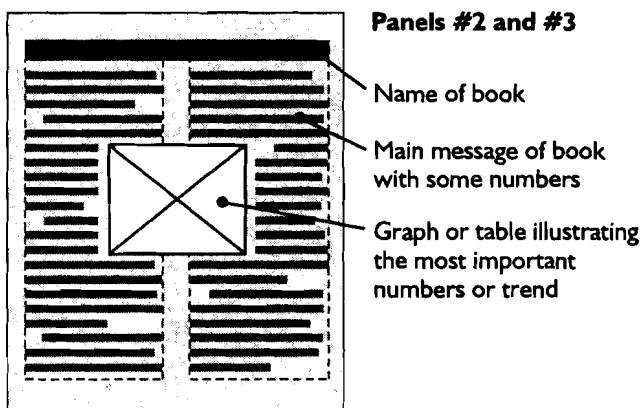 Panels #2 and #3
Name of book
Main message of book
with some numbers
Graph or table illustrating
the most important
numbers or trend